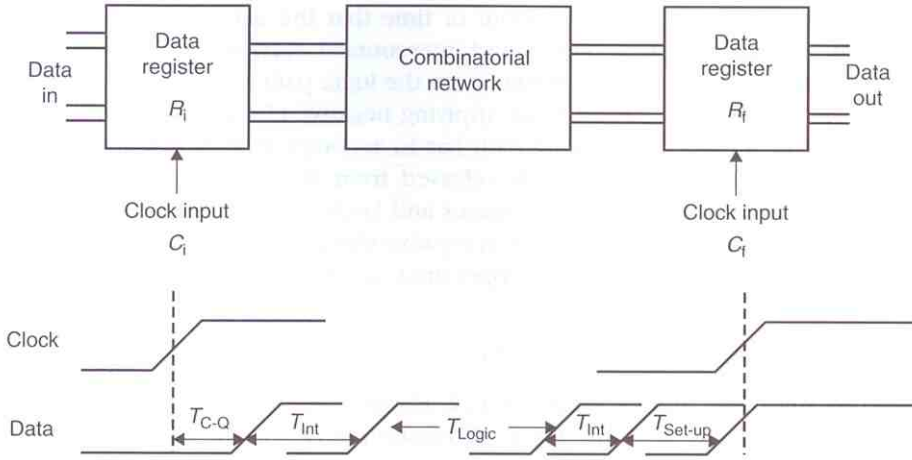 Data
register
R_i
Combinatorial
network
Data
register
R_f
Data
in
Data
out
Clock input
C_i
Clock input
C_f
Clock
Data
T_C-Q
T_Int
T_Logic
T_Int
T_Set-up